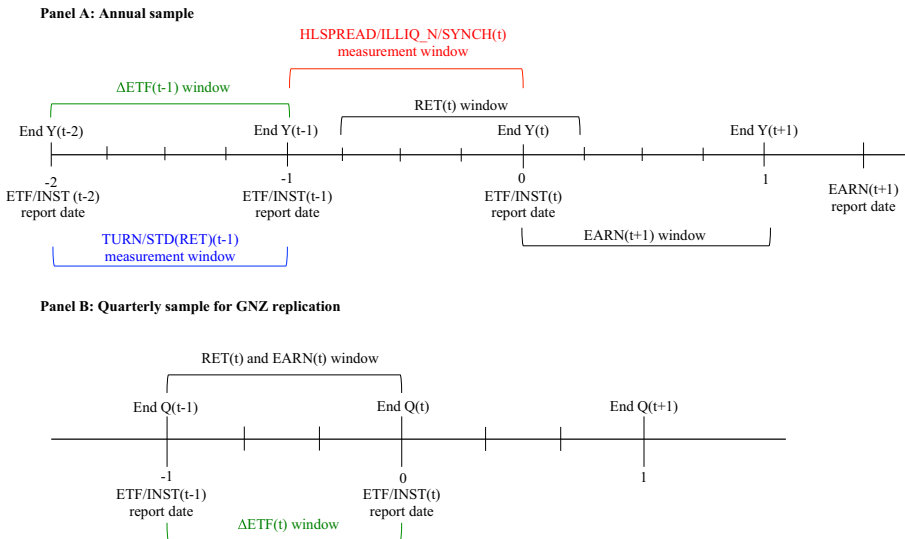 Panel A: Annual sample
HLSPREAD/ILLIQ_N/SYNCH(t)
measurement window
ΔETF(t-1) window
RET(t) window
End Y(t-2)
End Y(t-1)
End Y(t)
End Y(t+1)
-2
-1
0
1
ETF/INST (t-2)
report date
ETF/INST(t-1)
report date
ETF/INST(t)
report date
EARN(t+1)
report date
TURN/STD(RET)(t-1)
measurement window
EARN(t+1) window
Panel B: Quarterly sample for GNZ replication
RET(t) and EARN(t) window
End Q(t-1)
End Q(t)
End Q(t+1)
-1
0
1
ETF/INST(t-1)
report date
ETF/INST(t)
report date
ΔETF(t) window